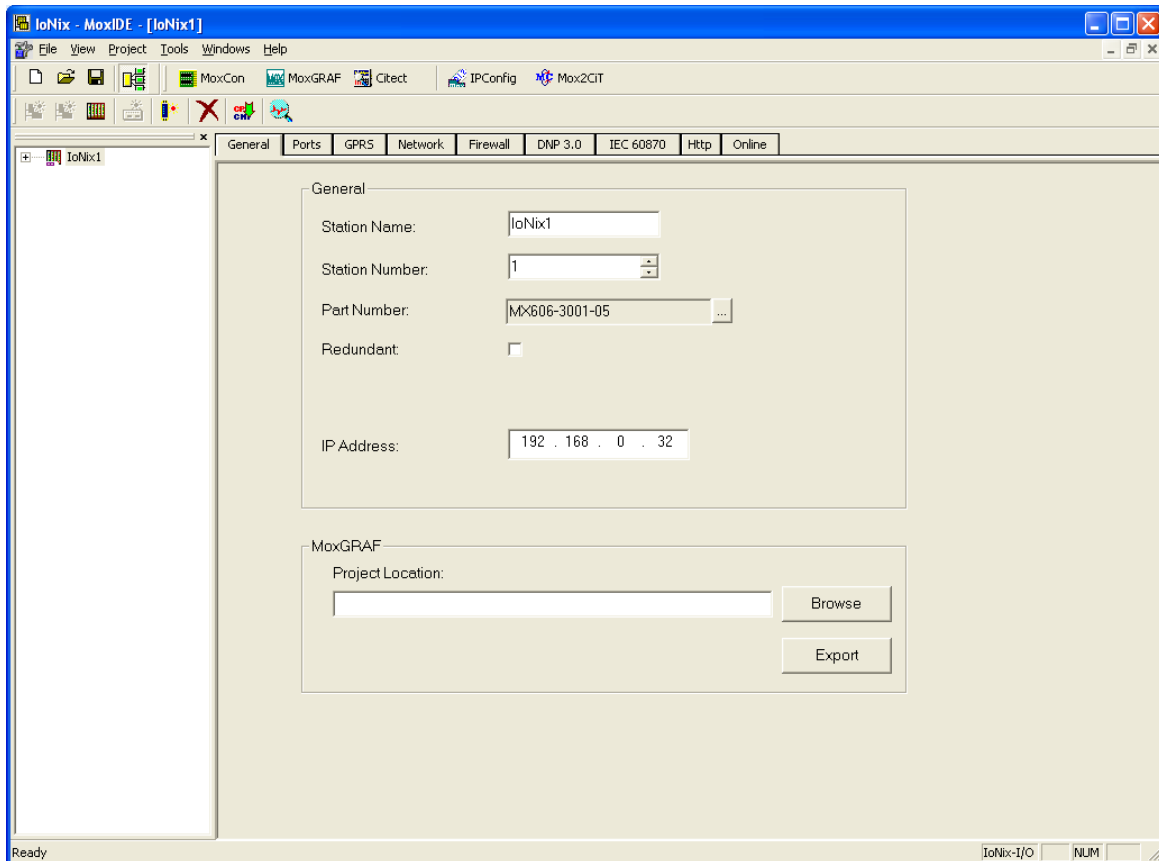 IoNix - MoxIDE - [IoNix1]
File View Project Tools Windows Help
MoxCon MoxGRAF Citect IPConfig Mox2CiT
IoNix1
General Ports GPRS Network Firewall DNP 3.0 IEC 60870 Http Online
General
Station Name: IoNix1
Station Number: 1
Part Number: MX606-3001-05 ...
Redundant:
IP Address: 192 . 168 . 0 . 32
MoxGRAF
Project Location:
Browse
Export
Ready IoNix-I/O NUM